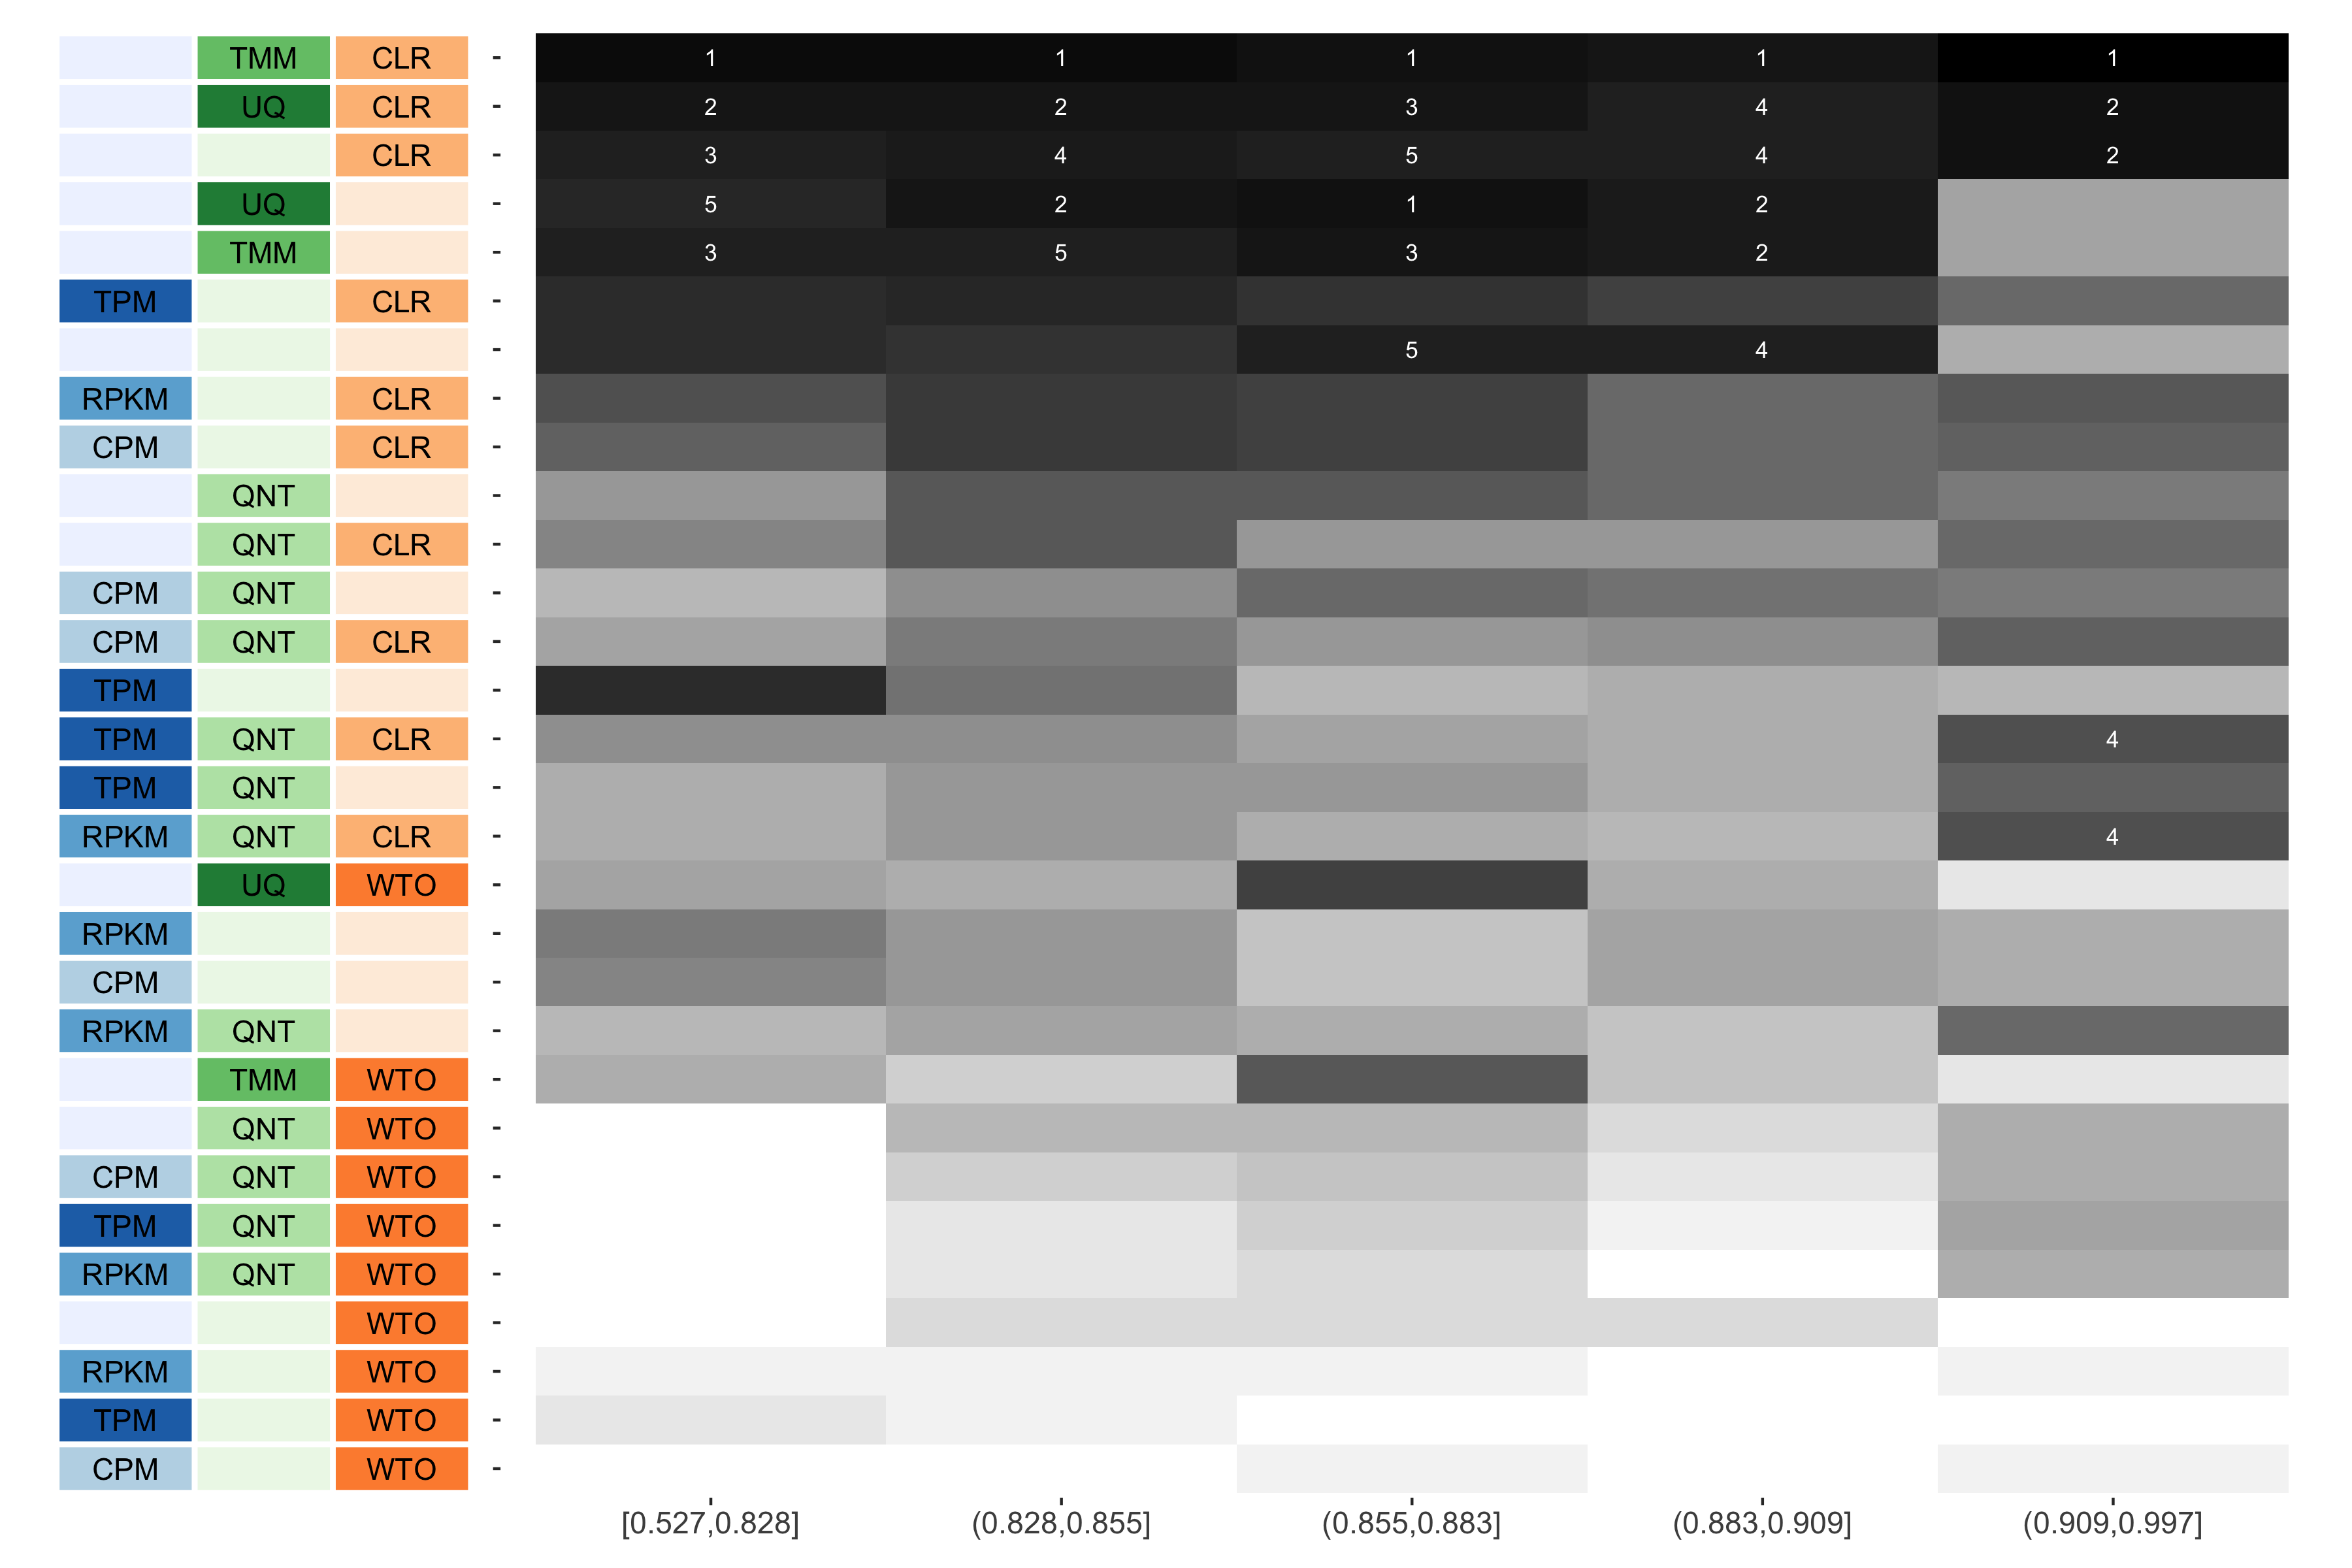 TMM CLR - 1 1 1 1 1
UQ CLR - 2 2 3 4 2
CLR - 3 4 5 4 2
UQ - 5 2 1 2
TMM - 3 5 3 2
TPM CLR -
- 5 4
RPKM CLR -
CPM CLR -
QNT -
QNT CLR -
CPM QNT -
CPM QNT CLR -
TPM -
TPM QNT CLR - 4
TPM QNT -
RPKM QNT CLR - 4
UQ WTO -
RPKM -
CPM -
RPKM QNT -
TMM WTO -
QNT WTO -
CPM QNT WTO -
TPM QNT WTO -
RPKM QNT WTO -
WTO -
RPKM WTO -
TPM WTO -
CPM WTO -
[0.527,0.828] (0.828,0.855] (0.855,0.883] (0.883,0.909] (0.909,0.997]